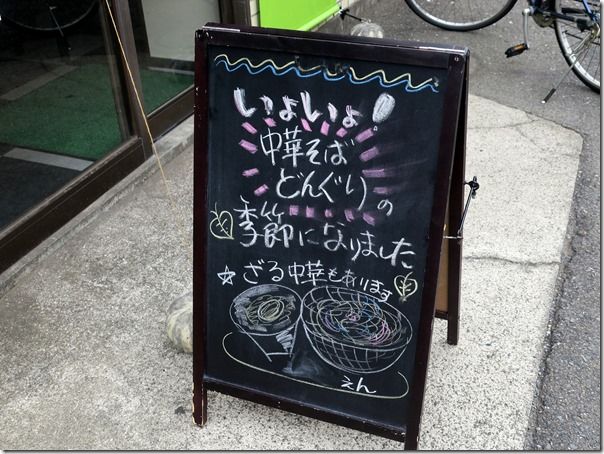 いよいよ!
中華そば
どんぐりの
季節になりました
☆ざる中華もあります
えん